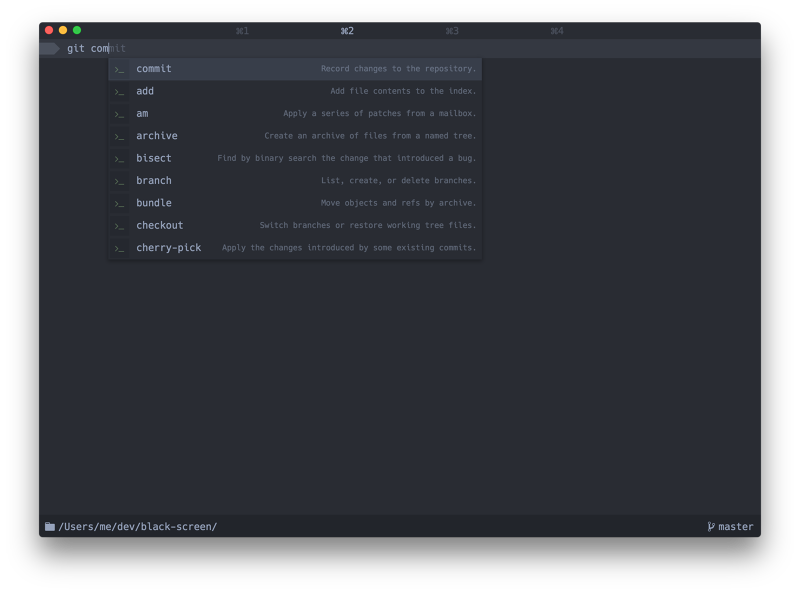 ⌘1 ⌘2 ⌘3 ⌘4
git commit
>_ commit Record changes to the repository.
>_ add Add file contents to the index.
>_ am Apply a series of patches from a mailbox.
>_ archive Create an archive of files from a named tree.
>_ bisect Find by binary search the change that introduced a bug.
>_ branch List, create, or delete branches.
>_ bundle Move objects and refs by archive.
>_ checkout Switch branches or restore working tree files.
>_ cherry-pick Apply the changes introduced by some existing commits.
/Users/me/dev/black-screen/ master